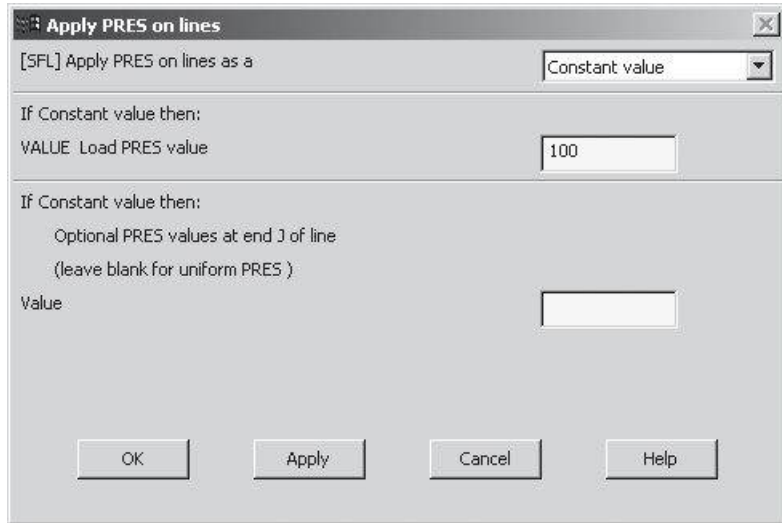 Apply PRES on lines
[SFL] Apply PRES on lines as a
Constant value
If Constant value then:
VALUE Load PRES value
100
If Constant value then:
Optional PRES values at end J of line
(leave blank for uniform PRES )
Value
OK
Apply
Cancel
Help